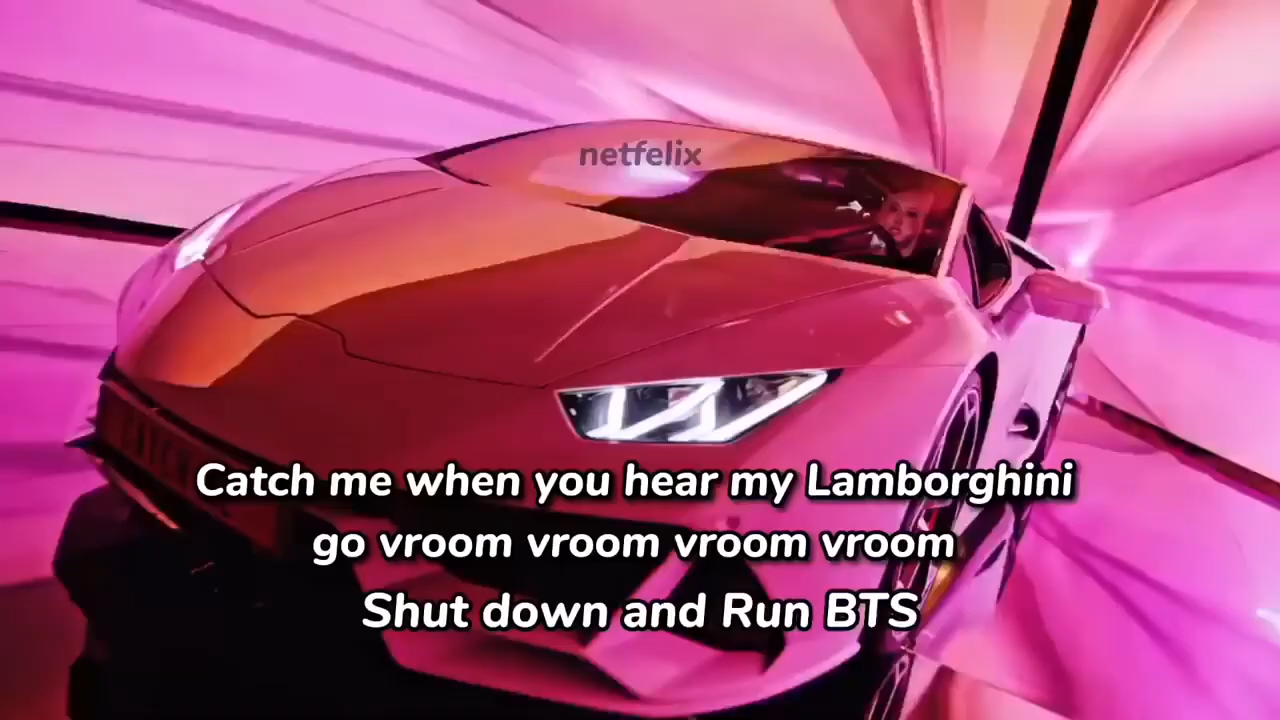 netfelix
Catch me when you hear my Lamborghini
go vroom vroom vroom vroom
Shut down and Run BTS